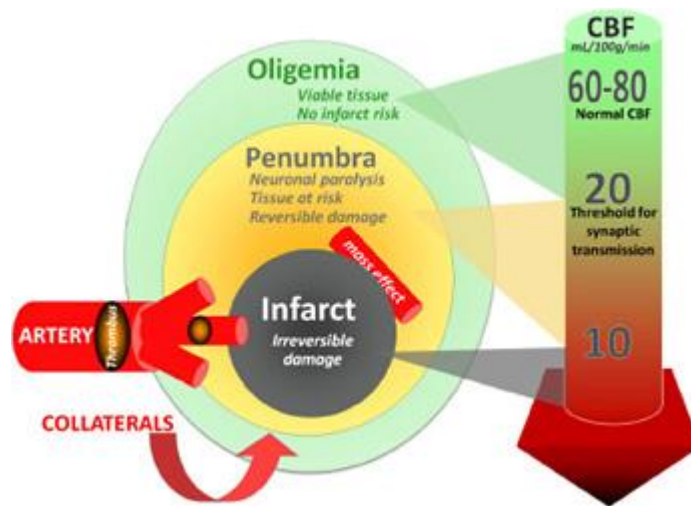 Oligemia
Viable tissue
No infarct risk
Penumbra
Neuronal paralysis
Tissue at risk
Reversible damage
mass effect
Infarct
Irreversible
damage
ARTERY
Thrombus
COLLATERALS
CBF
mL/100g/min
60-80
Normal CBF
20
Threshold for
synaptic
transmission
10